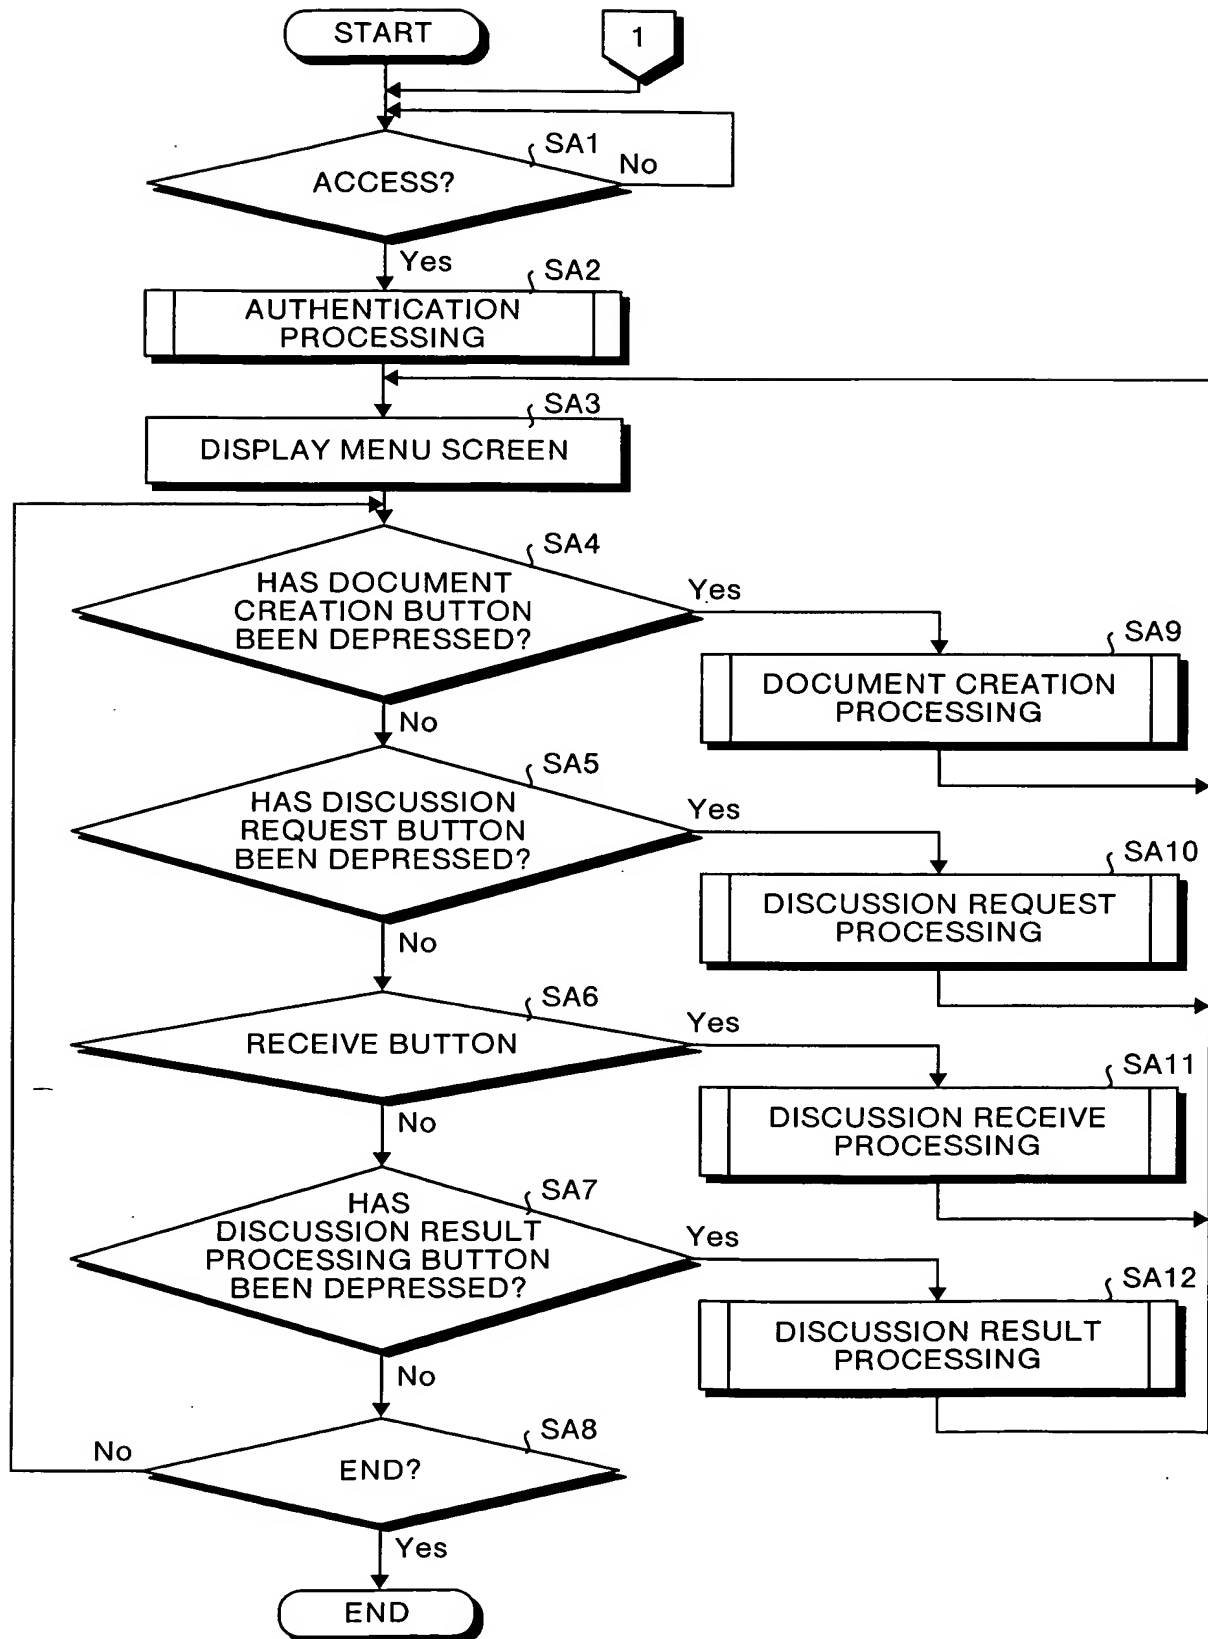 START
1
SA1
ACCESS?
No
Yes
SA2
AUTHENTICATION
PROCESSING
SA3
DISPLAY MENU SCREEN
SA4
HAS DOCUMENT
CREATION BUTTON
BEEN DEPRESSED?
Yes
No
SA9
DOCUMENT CREATION
PROCESSING
SA5
HAS DISCUSSION
REQUEST BUTTON
BEEN DEPRESSED?
Yes
No
SA10
DISCUSSION REQUEST
PROCESSING
SA6
RECEIVE BUTTON
Yes
No
SA11
DISCUSSION RECEIVE
PROCESSING
SA7
HAS
DISCUSSION RESULT
PROCESSING BUTTON
BEEN DEPRESSED?
Yes
No
SA12
DISCUSSION RESULT
PROCESSING
SA8
END?
No
Yes
END